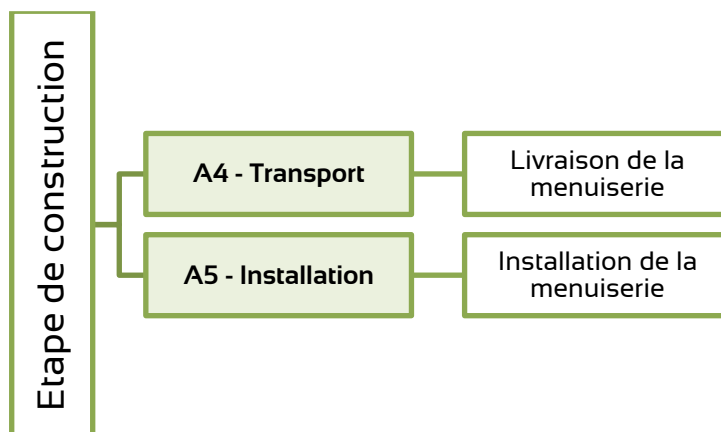 Etape de construction
A4 - Transport
Livraison de la
menuiserie
A5 - Installation
Installation de la
menuiserie